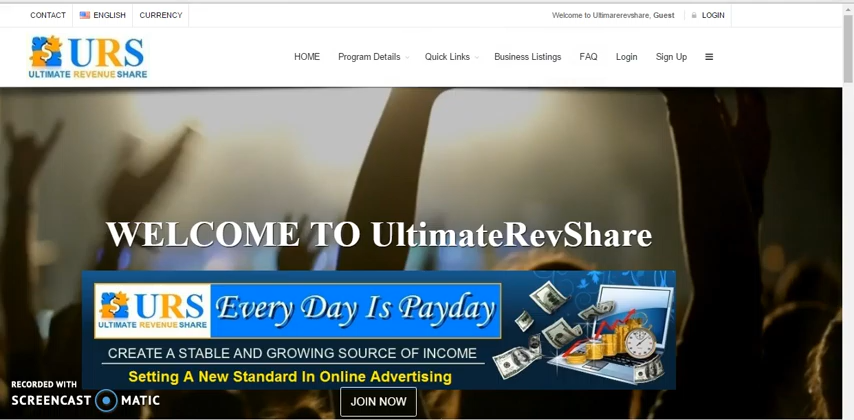 CONTACT ENGLISH CURRENCY Welcome to Ultimarerevshare, Guest LOGIN
URS
ULTIMATE REVENUE SHARE
HOME Program Details Quick Links Business Listings FAQ Login Sign Up
WELCOME TO UltimateRevShare
URS
ULTIMATE REVENUE SHARE
Every Day Is Payday
CREATE A STABLE AND GROWING SOURCE OF INCOME
Setting A New Standard In Online Advertising
JOIN NOW
RECORDED WITH
SCREENCAST MATIC